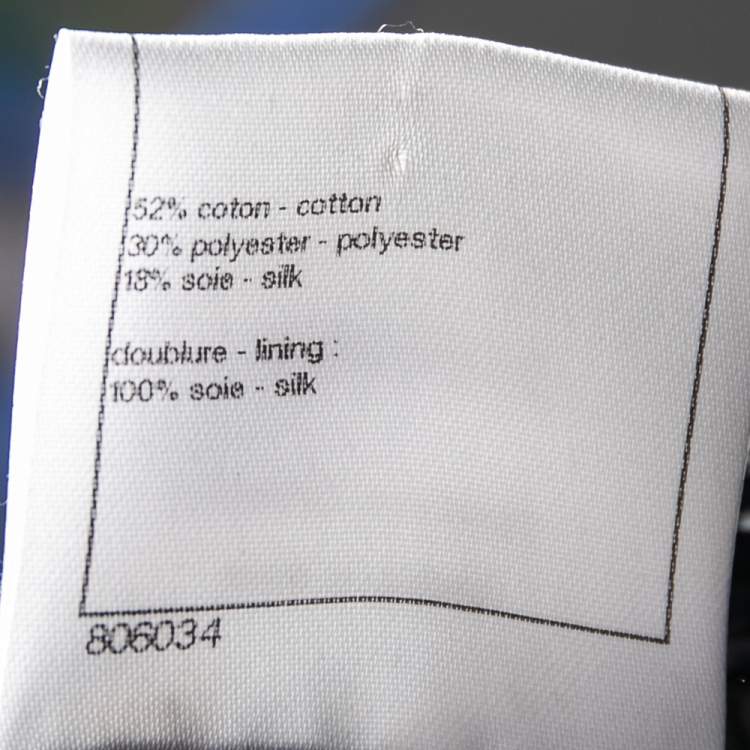 52% coton - cotton
30% polyester - polyester
18% soie - silk
doublure - lining :
100% soie - silk
806034